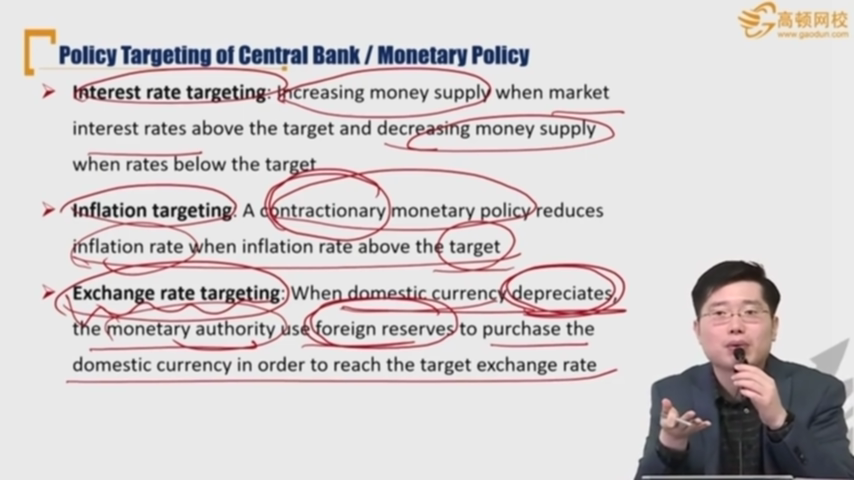 高顿网校
www.gaodun.com
Policy Targeting of Central Bank / Monetary Policy
Interest rate targeting: Increasing money supply when market
interest rates above the target and decreasing money supply
when rates below the target
Inflation targeting: A contractionary monetary policy reduces
inflation rate when inflation rate above the target
Exchange rate targeting: When domestic currency depreciates,
the monetary authority use foreign reserves to purchase the
domestic currency in order to reach the target exchange rate